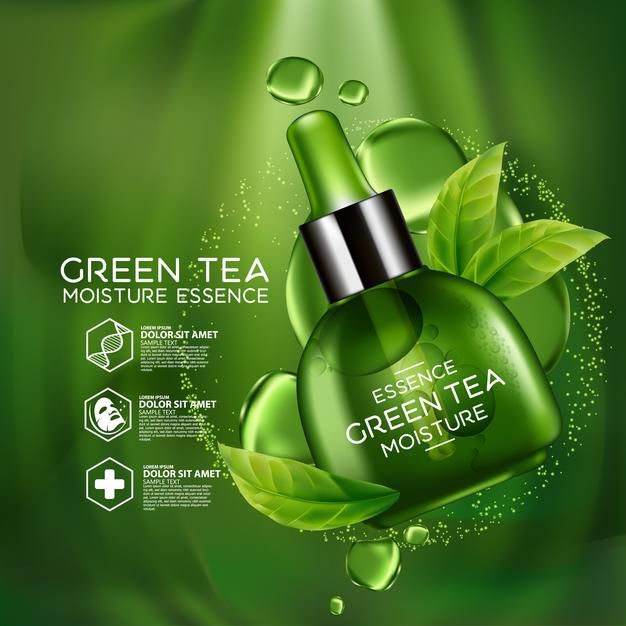 GREEN TEA
MOISTURE ESSENCE
LOREM IPSUM
DOLOR SIT AMET
SAMPLE TEXT
LOREM IPSUM
DOLOR SIT AMET
SAMPLE TEXT
LOREM IPSUM
DOLOR SIT AMET
SAMPLE TEXT
ESSENCE
GREEN TEA
MOISTURE